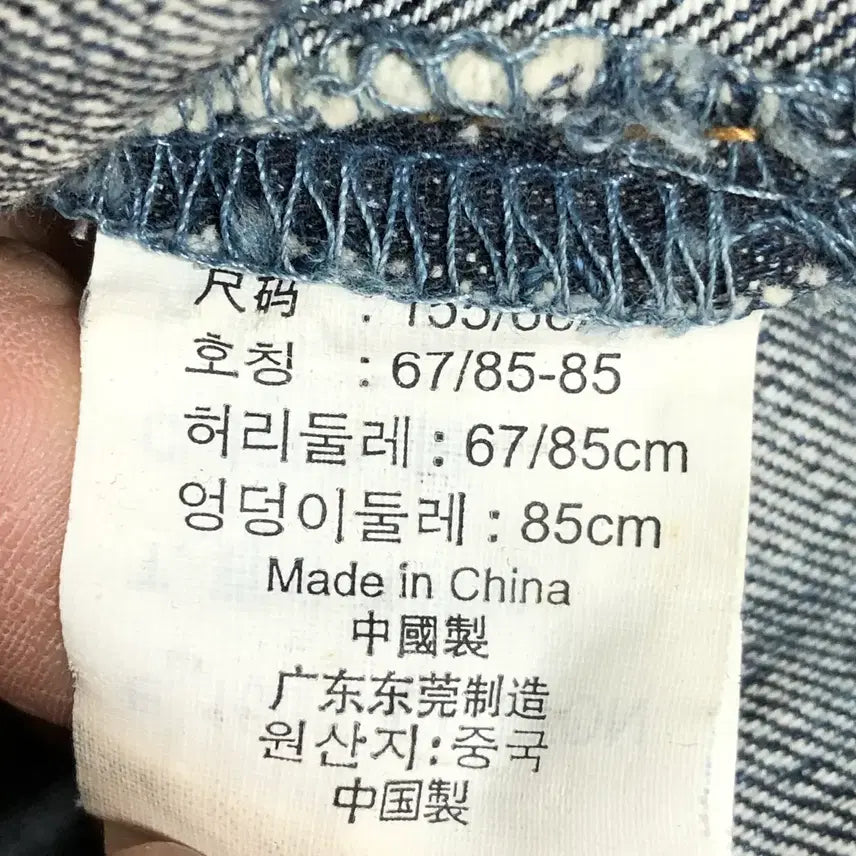 尺码 :
호칭 : 67/85-85
허리둘레 : 67/85cm
엉덩이둘레 : 85cm
Made in China
中國製
广东东莞制造
원산지:중국
中国製